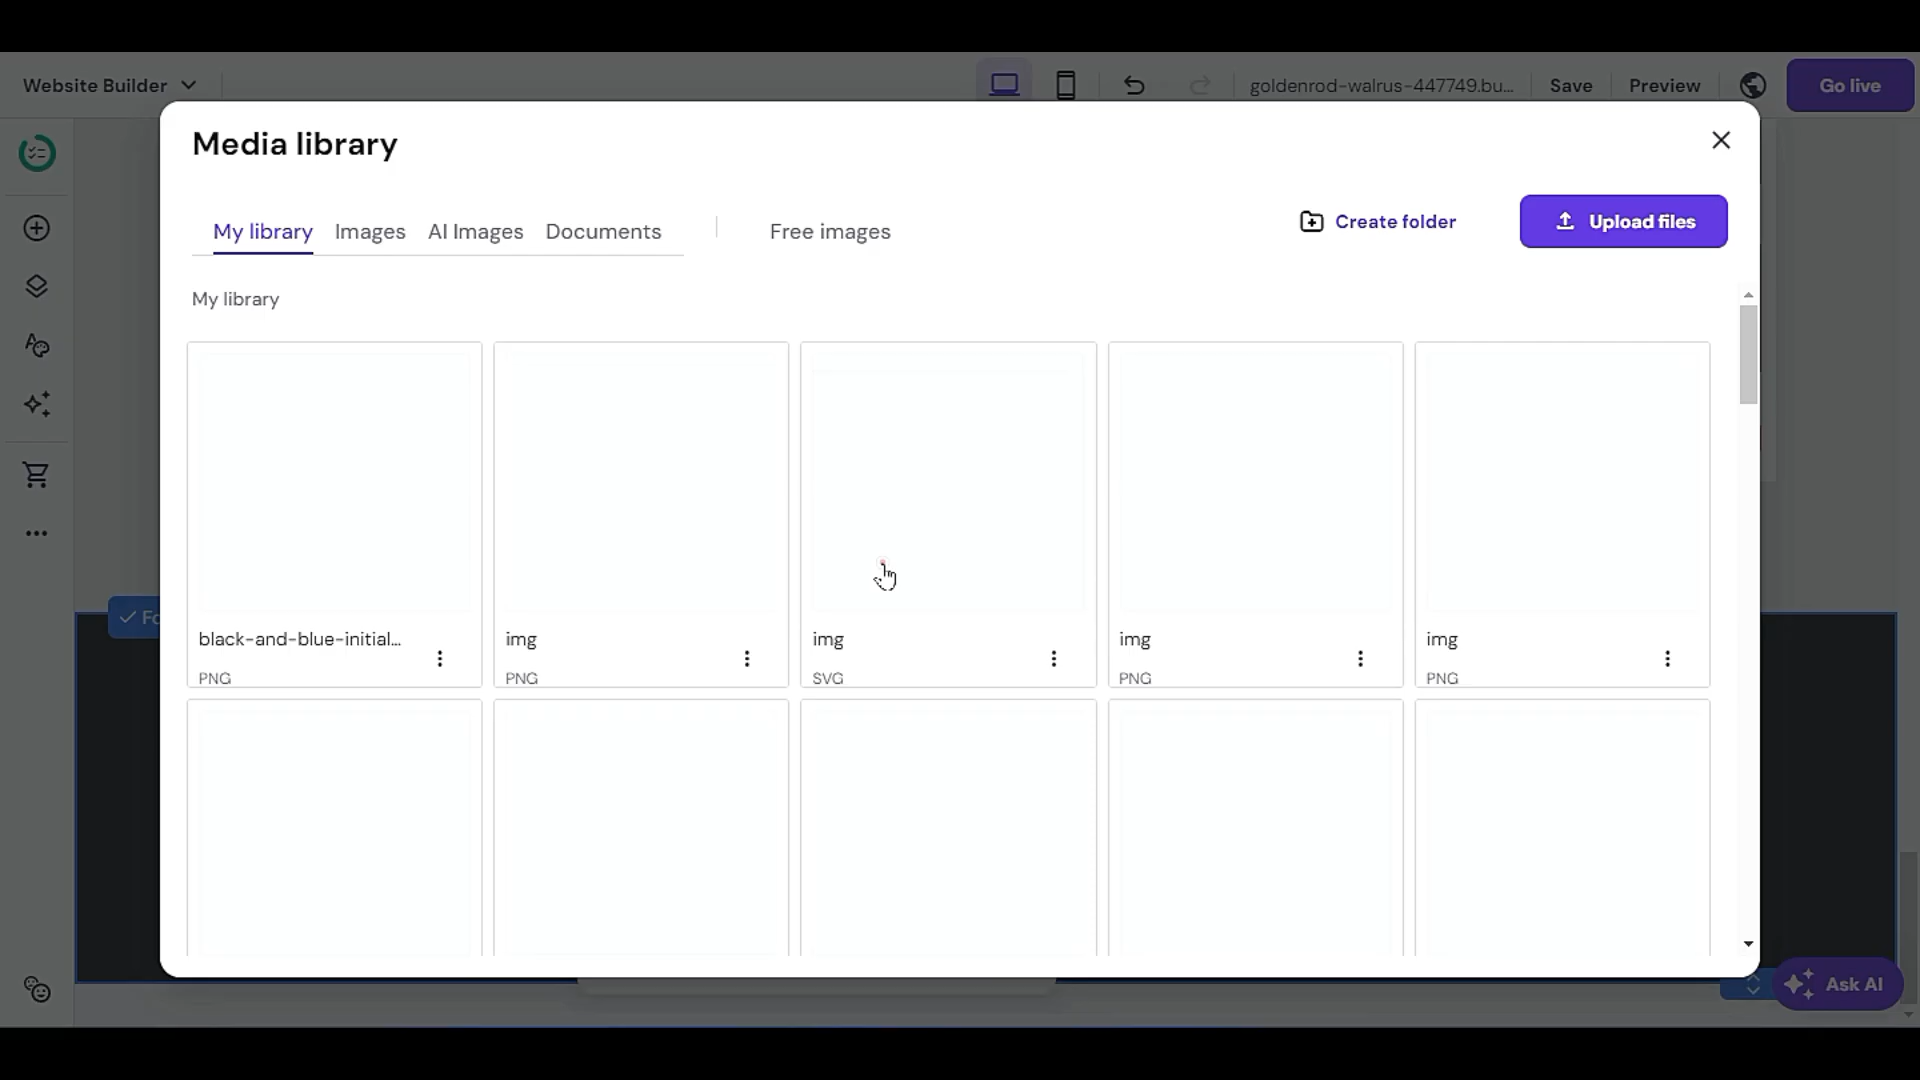 Website Builder
goldenrod-walrus-447749.bu...
Save
Preview
Go live
Media library
My library
Images
AI Images
Documents
Free images
Create folder
Upload files
My library
black-and-blue-initial...
PNG
img
PNG
img
SVG
img
PNG
img
PNG
Ask AI